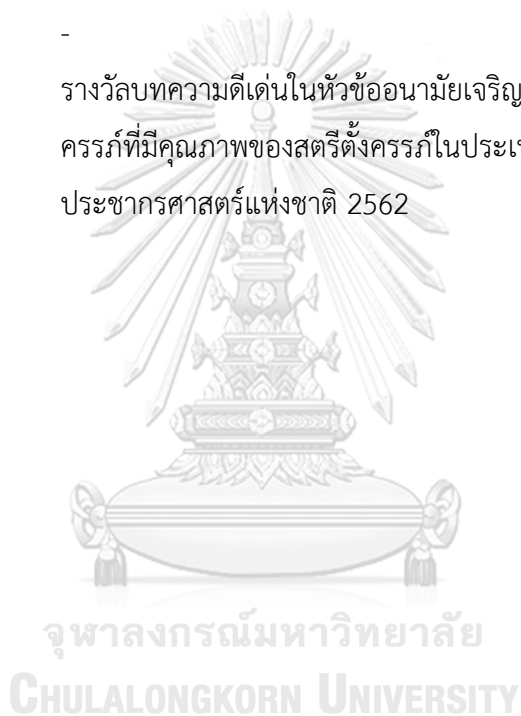 -
รางวัลบทความดีเด่นในหัวข้ออนามัยเจริญ
ครรภ์ที่มีคุณภาพของสตรีตั้งครรภ์ในประเท
ประชากรศาสตร์แห่งชาติ 2562
จุฬาลงกรณ์มหาวิทยาลัย
CHULALONGKORN UNIVERSITY